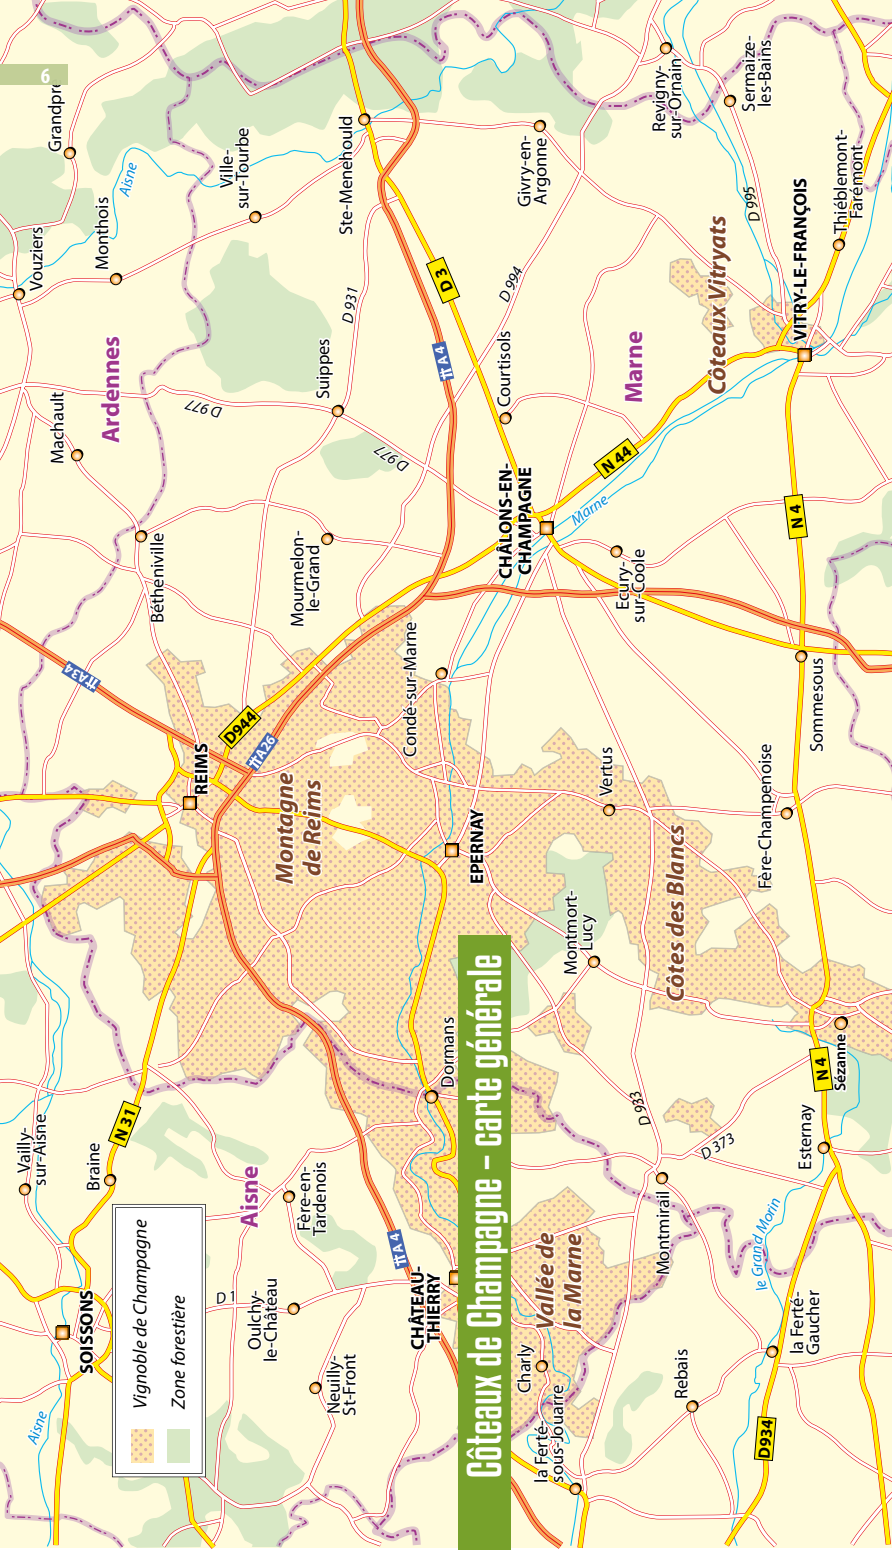 6
Côteaux de Champagne – carte générale
Vignoble de Champagne
Zone forestière
SOISSONS
Aisne
Vailly-
sur-Aisne
Braine
N 31
Aisne
D 1
Oulchy-
le-Château
Neuilly-
St-Front
Fère-en-
Tardenois
CHÂTEAU-
THIERRY
A 4
Dormans
Charly
la Ferté-
sous-Jouarre
Vallée de
la Marne
Montmirail
Rebais
la Ferté-
Gaucher
D934
le Grand Morin
Esternay
D 373
D 933
N 4
Sézanne
Montmort-
Lucy
Côtes des Blancs
Vertus
Fère-Champenoise
Sommesous
EPERNAY
Montagne
de Reims
REIMS
D944
A26
A34
Condé-sur-Marne
Bétheniville
Mourmelon-
le-Grand
Machault
Ardennes
D 977
D 977
Suippes
D 931
CHÂLONS-EN-
CHAMPAGNE
Marne
Ecury-
sur-Coole
N 44
N 4
Courtisols
A 4
D 3
D 994
Marne
Côteaux Vitryats
VITRY-LE-FRANÇOIS
Thiéblemont-
Farémont
D 995
Sermaize-
les-Bains
Revigny-
sur-Ornain
Givry-en-
Argonne
Ste-Menehould
Ville-
sur-Tourbe
Monthois
Vouziers
Aisne
Grandpré